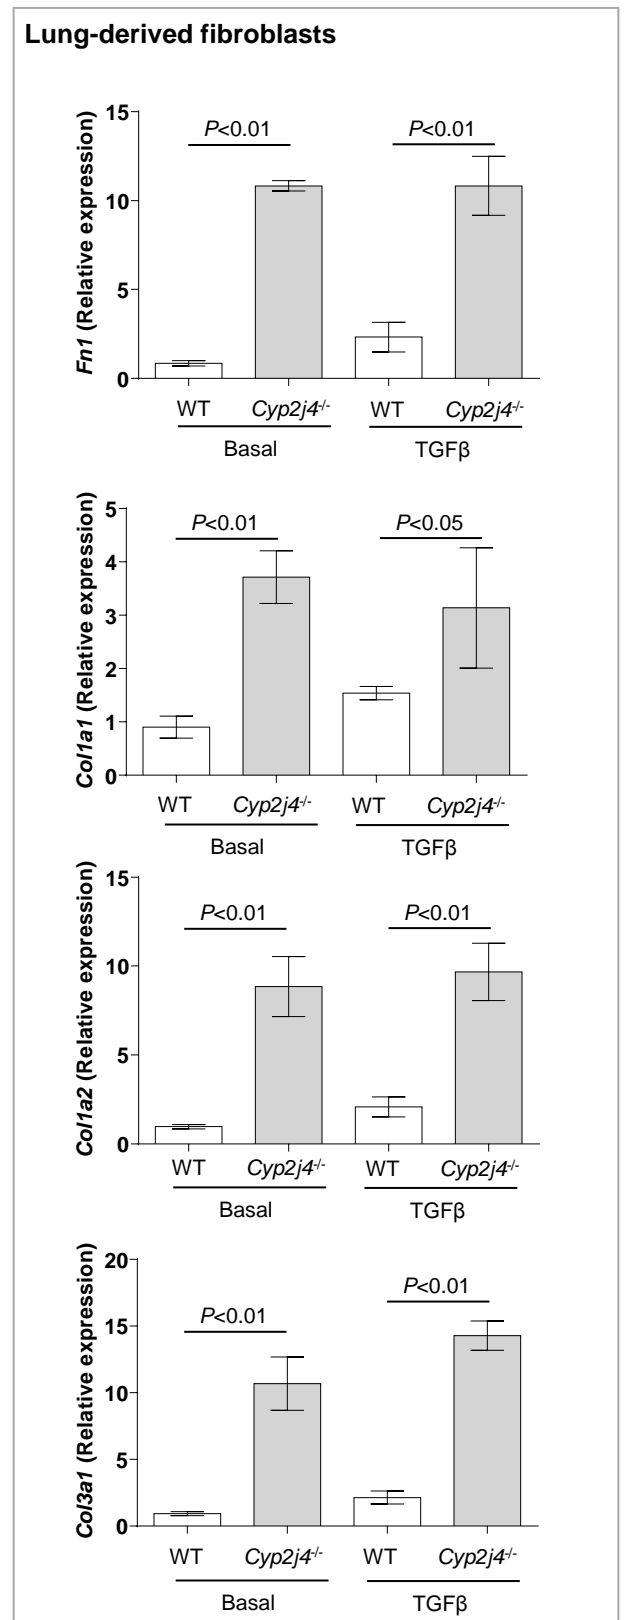 Lung-derived fibroblasts
Fn1 (Relative expression)
15
10
5
0
P<0.01
P<0.01
WT Cyp2j4-/- WT Cyp2j4-/-
Basal TGFβ
Col1a1 (Relative expression)
5
4
3
2
1
0
P<0.01
P<0.05
WT Cyp2j4-/- WT Cyp2j4-/-
Basal TGFβ
Col1a2 (Relative expression)
15
10
5
0
P<0.01
P<0.01
WT Cyp2j4-/- WT Cyp2j4-/-
Basal TGFβ
Col3a1 (Relative expression)
20
15
10
5
0
P<0.01
P<0.01
WT Cyp2j4-/- WT Cyp2j4-/-
Basal TGFβ